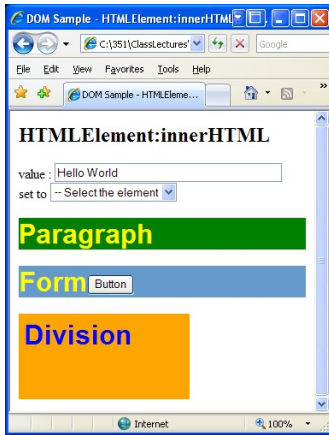 DOM Sample - HTMLElement:innerHTML
C:\351\ClassLectures'
Google
File Edit View Favorites Tools Help
DOM Sample - HTMLEleme...
HTMLElement:innerHTML
value : Hello World
set to -- Select the element
Paragraph
Form Button
Division
Internet 100%